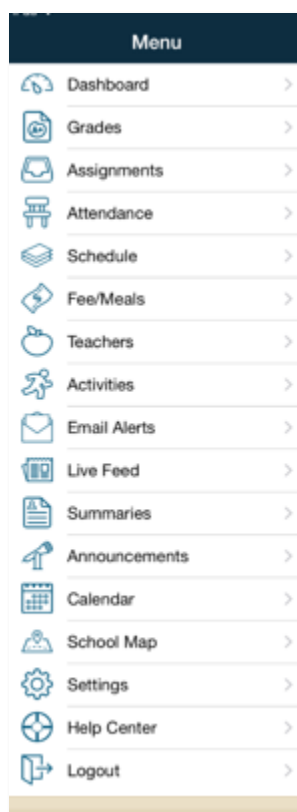 Menu
Dashboard
A+
Grades
Assignments
Attendance
Schedule
$
Fee/Meals
Teachers
Activities
Email Alerts
Live Feed
Summaries
Announcements
Calendar
School Map
Settings
Help Center
Logout